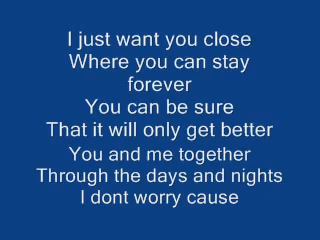 I just want you close
Where you can stay
forever
You can be sure
That it will only get better
You and me together
Through the days and nights
I dont worry cause